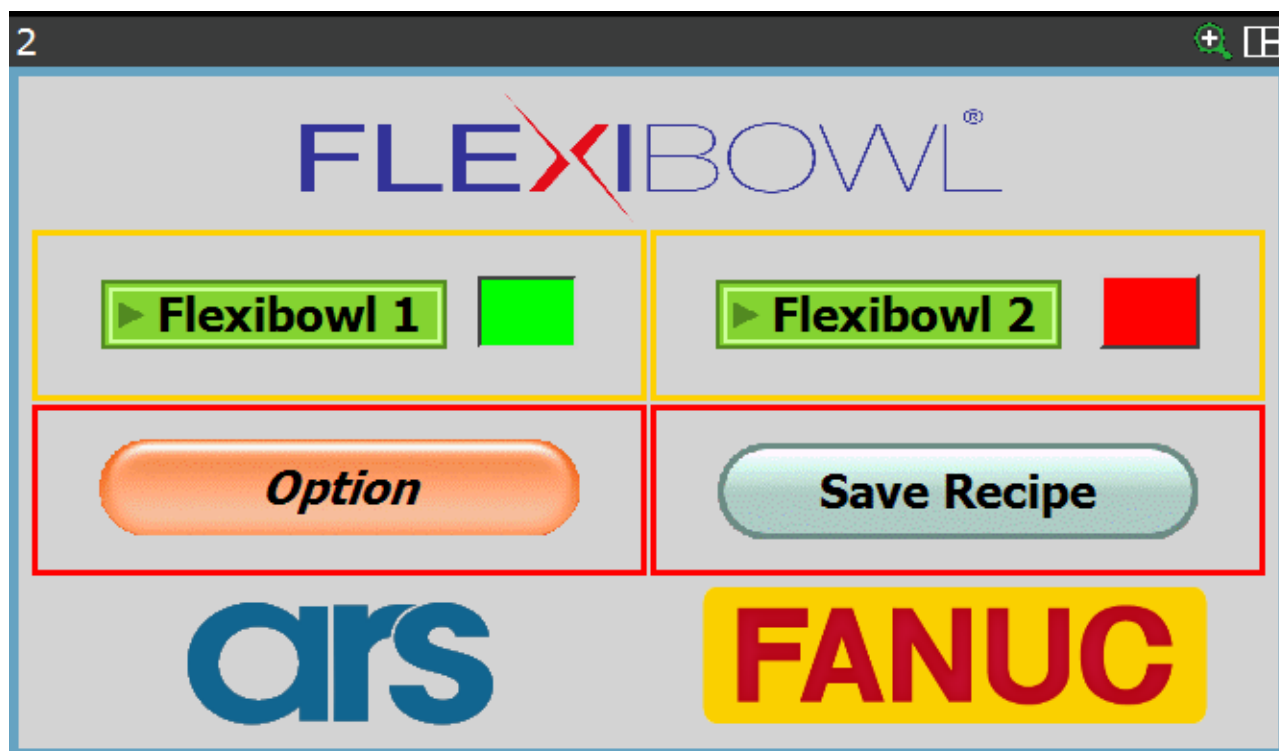 2
FLEXIBOWL®
Flexibowl 1
Flexibowl 2
Option
Save Recipe
ars
FANUC